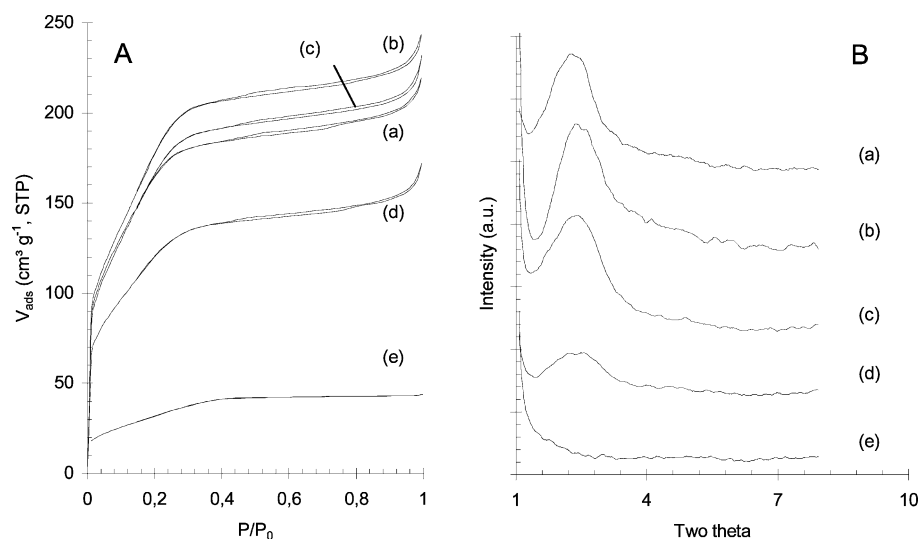 A
B
250
200
150
100
50
0
V_ads (cm³ g⁻¹, STP)
(b)
(c)
(a)
(d)
(e)
0 0,2 0,4 0,6 0,8 1
P/P₀
Intensity (a.u.)
(a)
(b)
(c)
(d)
(e)
1 4 7 10
Two theta